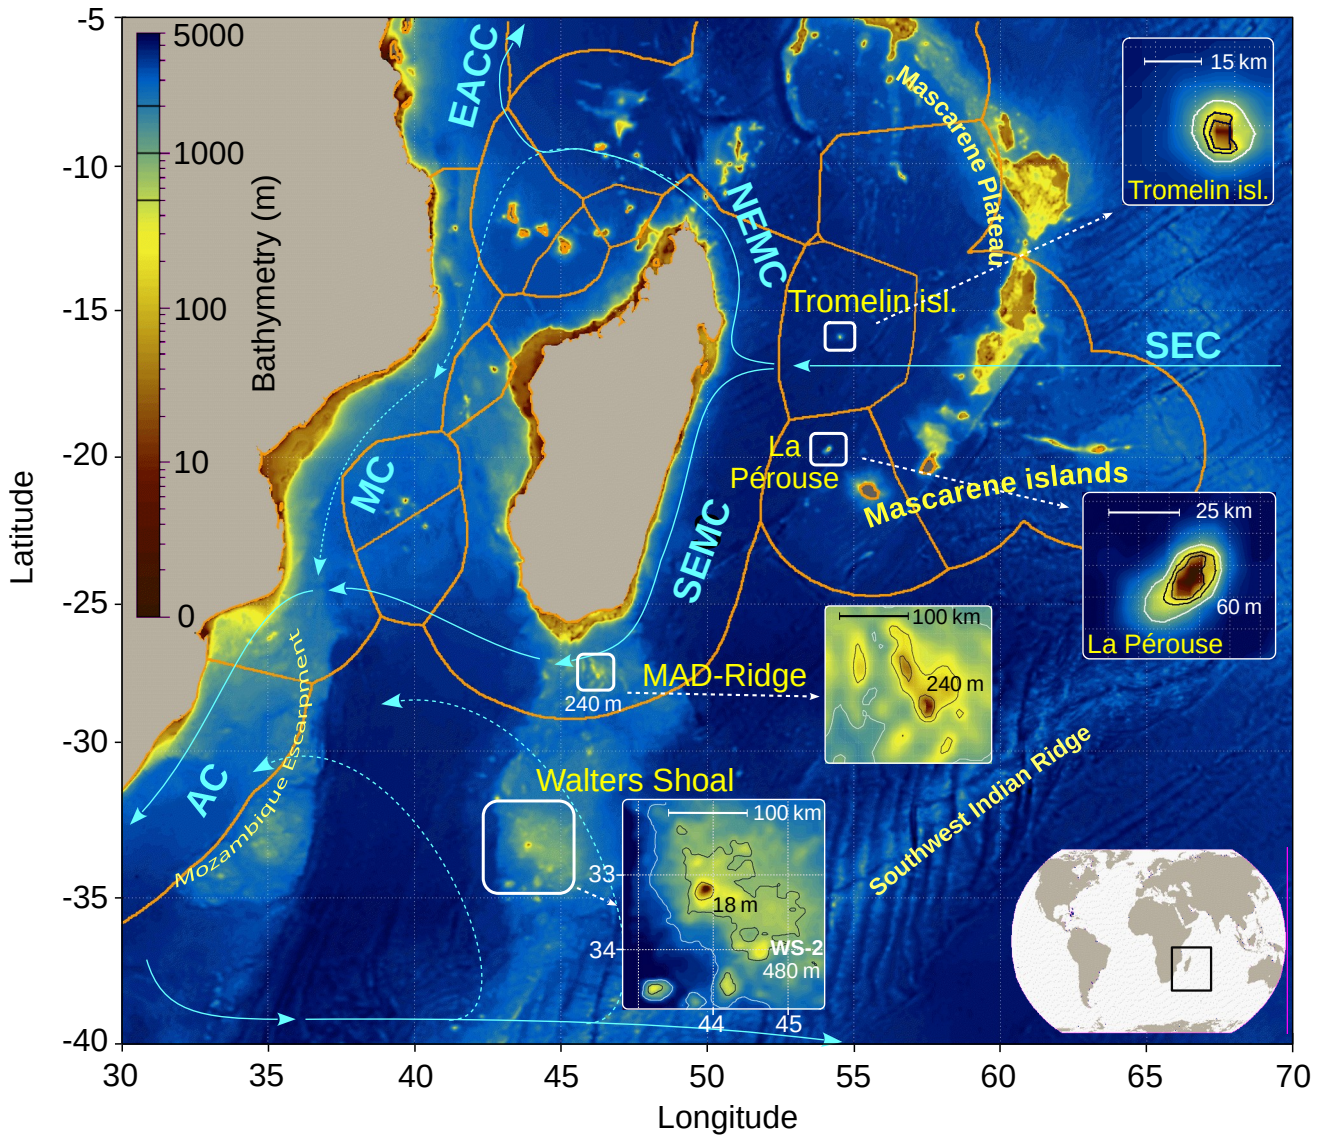 -5
-10
-15
-20
-25
-30
-35
-40
Latitude
30
35
40
45
50
55
60
65
70
Longitude
5000
1000
100
10
0
Bathymetry (m)
EACC
NEMC
SEC
MC
SEMC
AC
Mascarene Plateau
15 km
Tromelin isl.
Tromelin isl.
La
Pérouse
Mascarene islands
25 km
60 m
La Pérouse
MAD-Ridge
240 m
100 km
240 m
Mozambique Escarpment
Walters Shoal
100 km
33
18 m
34
WS-2
480 m
44
45
Southwest Indian Ridge